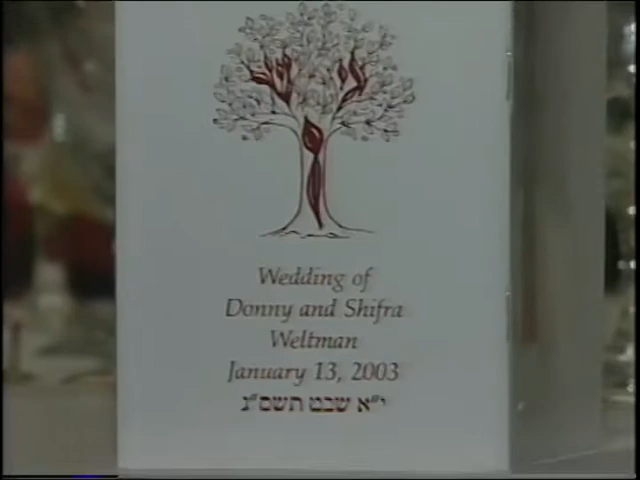 Wedding of
Donny and Shifra
Weltman
January 13, 2003
י"א שבט תשס"ג